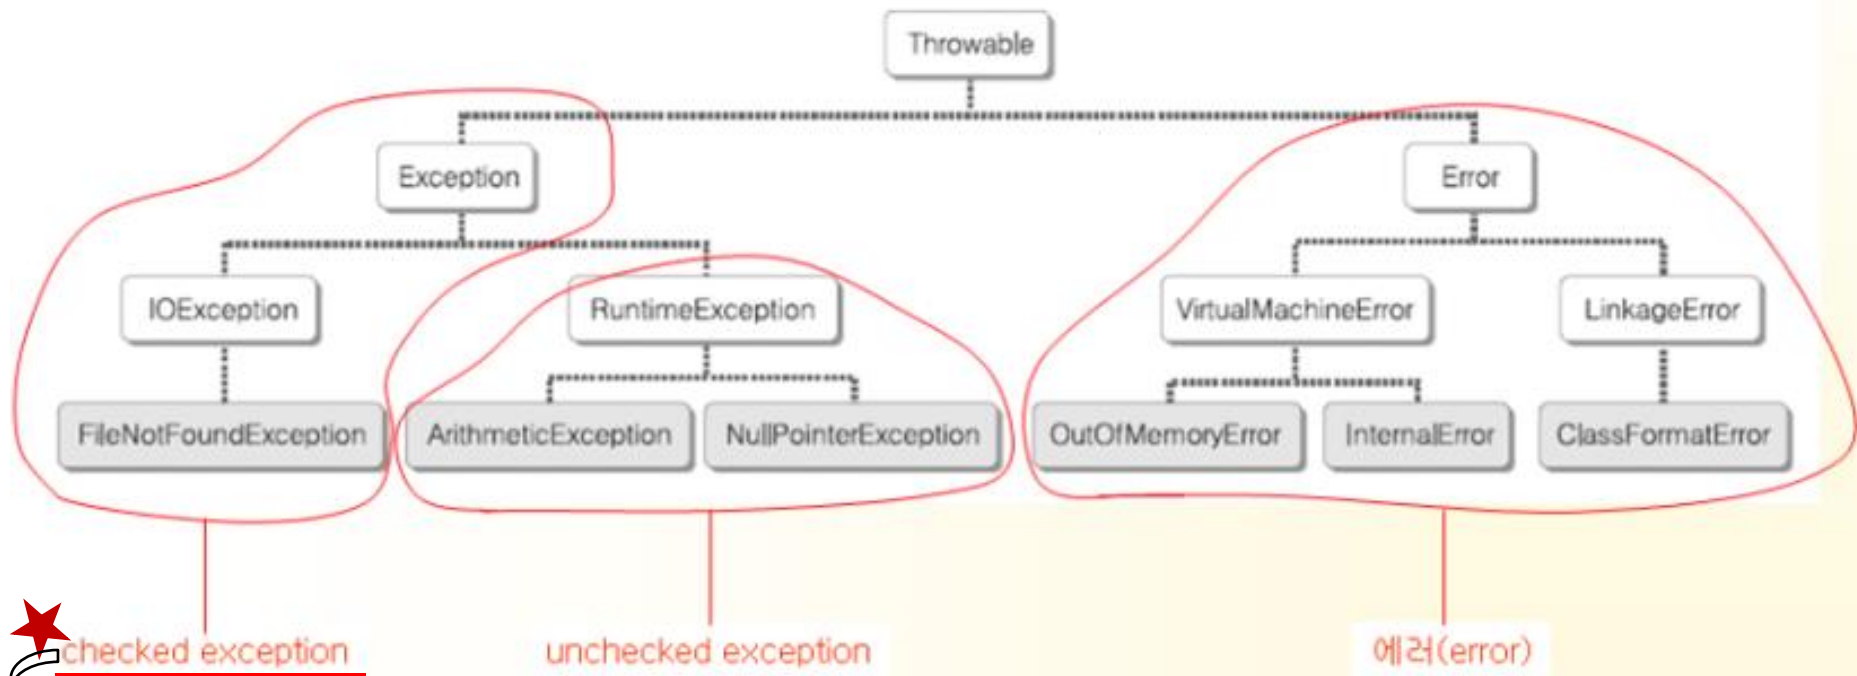 Throwable
Exception
Error
IOException
RuntimeException
VirtualMachineError
LinkageError
FileNotFoundException
ArithmeticException
NullPointerException
OutOfMemoryError
InternalError
ClassFormatError
checked exception
unchecked exception
에러(error)